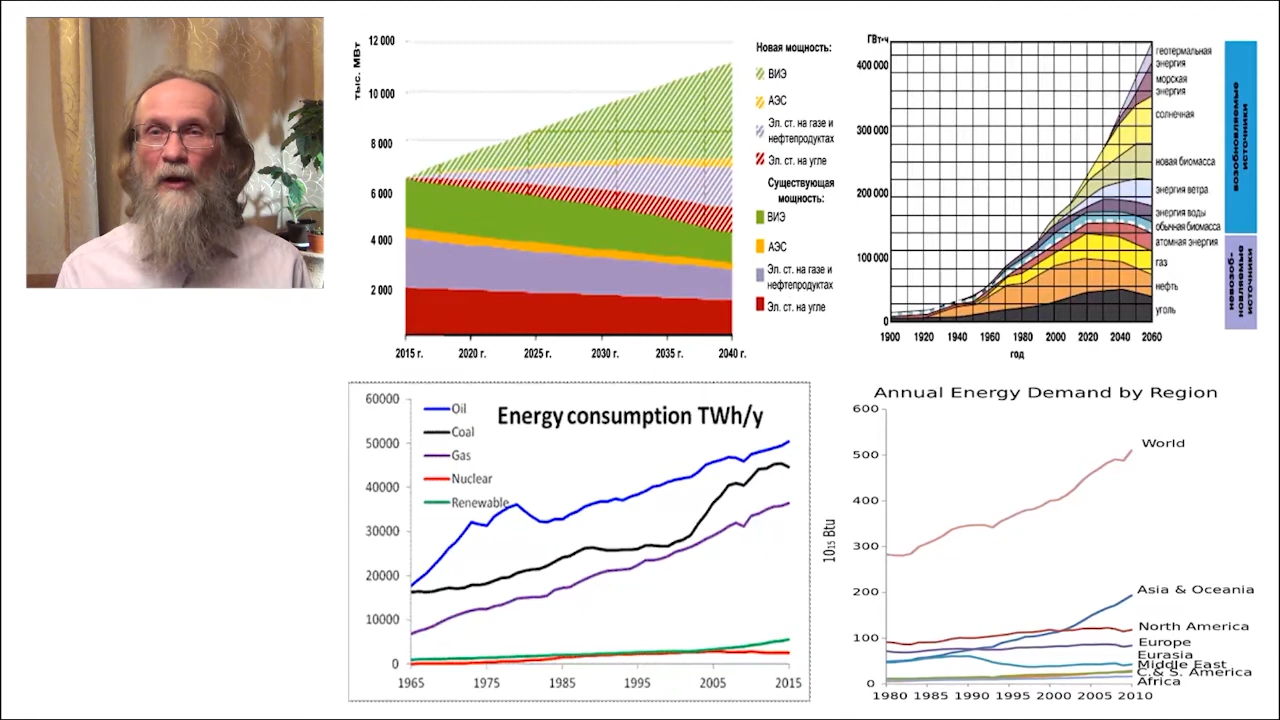 тыс. МВт
12 000
10 000
8 000
6 000
4 000
2 000
2015 г.
2020 г.
2025 г.
2030 г.
2035 г.
2040 г.
Новая мощность:
ВИЭ
АЭС
Эл. ст. на газе и
нефтепродуктах
Эл. ст. на угле
Существующая
мощность:
ВИЭ
АЭС
Эл. ст. на газе и
нефтепродуктах
Эл. ст. на угле
ГВт•ч
400 000
300 000
200 000
100 000
0
1900
1920
1940
1960
1980
2000
2020
2040
2060
год
геотермальная
энергия
морская
энергия
солнечная
новая биомасса
энергия ветра
энергия воды
обычная биомасса
атомная энергия
газ
нефть
уголь
возобновляемые
источники
невозоб-
новляемые
источники
Energy consumption TWh/y
60000
50000
40000
30000
20000
10000
0
Oil
Coal
Gas
Nuclear
Renewable
1965
1975
1985
1995
2005
2015
Annual Energy Demand by Region
1015 Btu
600
500
400
300
200
100
0
World
Asia & Oceania
North America
Europe
Eurasia
Middle East
C.& S. America
Africa
1980
1985
1990
1995
2000
2005
2010